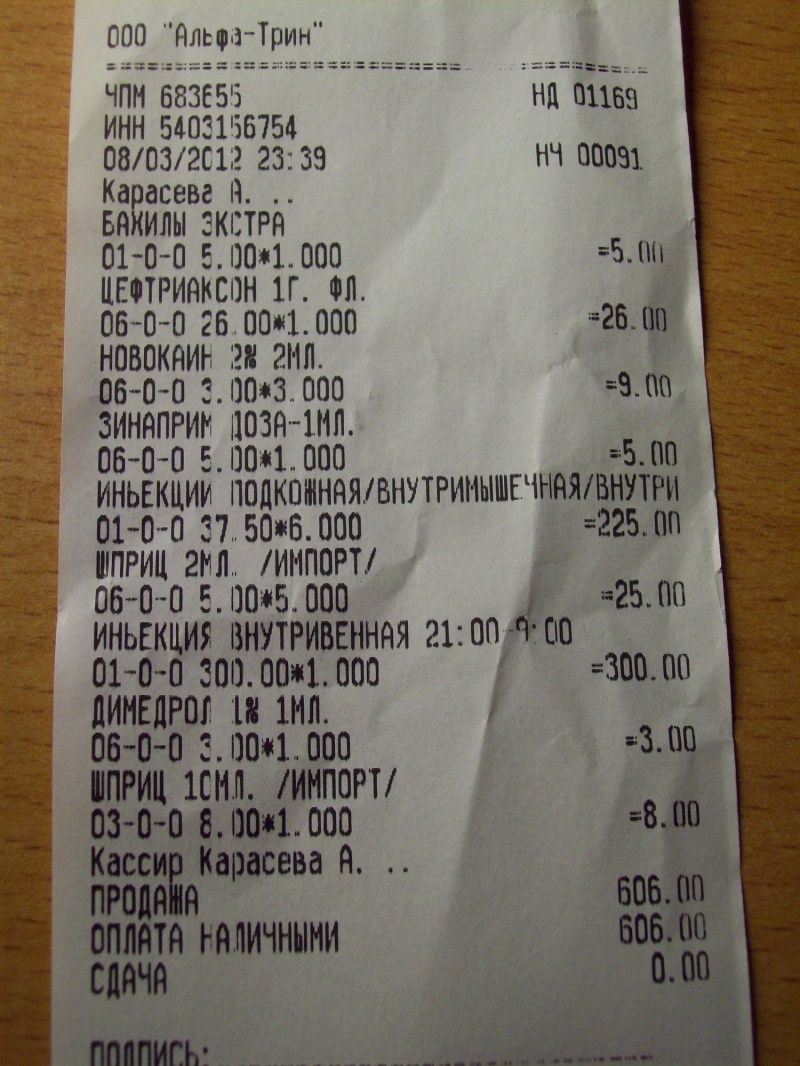 ООО "Альфа-Трин"
ЧПМ 683655 НД 01169
ИНН 5403156754
08/03/2012 23:39 НЧ 00091
Карасева А. ..
БАХИЛЫ ЭКСТРА
01-0-0 5.00*1.000 =5.00
ЦЕФТРИАКСОН 1Г. ФЛ.
06-0-0 26.00*1.000 =26.00
НОВОКАИН 2% 2МЛ.
06-0-0 3.00*3.000 =9.00
ЗИНАПРИМ ДОЗА-1МЛ.
06-0-0 5.00*1.000 =5.00
ИНЬЕКЦИИ ПОДКОЖНАЯ/ВНУТРИМЫШЕЧНАЯ/ВНУТРИ
01-0-0 37.50*6.000 =225.00
ШПРИЦ 2МЛ. /ИМПОРТ/
06-0-0 5.00*5.000 =25.00
ИНЬЕКЦИЯ ВНУТРИВЕННАЯ 21:00-9:00
01-0-0 300.00*1.000 =300.00
ДИМЕДРОЛ 1% 1МЛ.
06-0-0 3.00*1.000 =3.00
ШПРИЦ 10МЛ. /ИМПОРТ/
03-0-0 8.00*1.000 =8.00
Кассир Карасева А. ..
ПРОДАЖА 606.00
ОПЛАТА НАЛИЧНЫМИ 606.00
СДАЧА 0.00
ПОДПИСЬ: